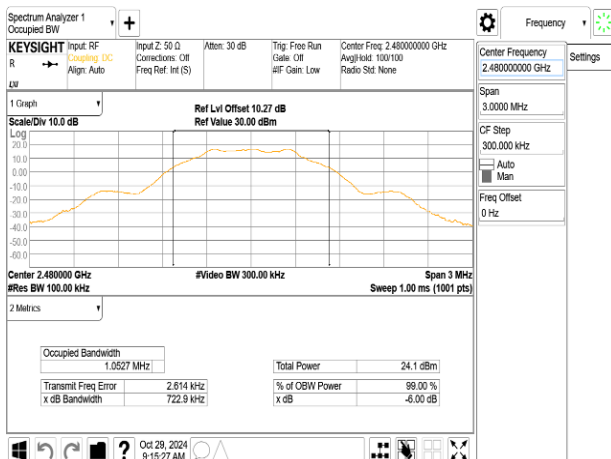 Spectrum Analyzer 1
Occupied BW
Frequency
KEYSIGHT
R
LXI
Input: RF
Coupling: DC
Align: Auto
Input Z: 50 Ω
Corrections: Off
Freq Ref: Int (S)
Atten: 30 dB
Trig: Free Run
Gate: Off
#IF Gain: Low
Center Freq: 2.480000000 GHz
Avg|Hold: 100/100
Radio Std: None
Center Frequency
2.480000000 GHz
Settings
Span
3.0000 MHz
CF Step
300.000 kHz
Auto
Man
Freq Offset
0 Hz
1 Graph
Scale/Div 10.0 dB
Ref Lvl Offset 10.27 dB
Ref Value 30.00 dBm
Log
20.0
10.0
0.00
-10.0
-20.0
-30.0
-40.0
-50.0
-60.0
Center 2.480000 GHz
#Res BW 100.00 kHz
#Video BW 300.00 kHz
Span 3 MHz
Sweep 1.00 ms (1001 pts)
2 Metrics
Occupied Bandwidth
1.0527 MHz
Total Power 24.1 dBm
Transmit Freq Error 2.614 kHz
% of OBW Power 99.00 %
x dB Bandwidth 722.9 kHz
x dB -6.00 dB
?
Oct 29, 2024
9:15:27 AM